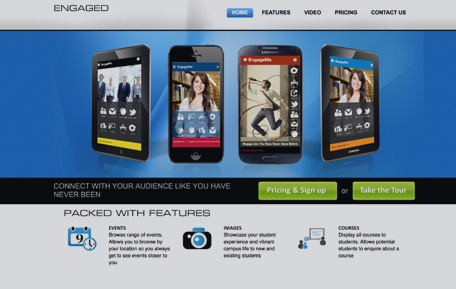 ENGAGED
HOME FEATURES VIDEO PRICING CONTACT US
EngageMe
EngageMe
Engage Like You Have Never Done Before
CONNECT WITH YOUR AUDIENCE LIKE YOU HAVE
NEVER BEEN
Pricing & Sign up or Take the Tour
PACKED WITH FEATURES
EVENTS
Browse range of events.
Allows you to browse by
your location so you always
get to see events closer to
you.
9
IMAGES
Showcase your student
experience and vibrant
campus life to new and
existing students
COURSES
Display all courses to
students. Allows potential
students to enquire about a
course